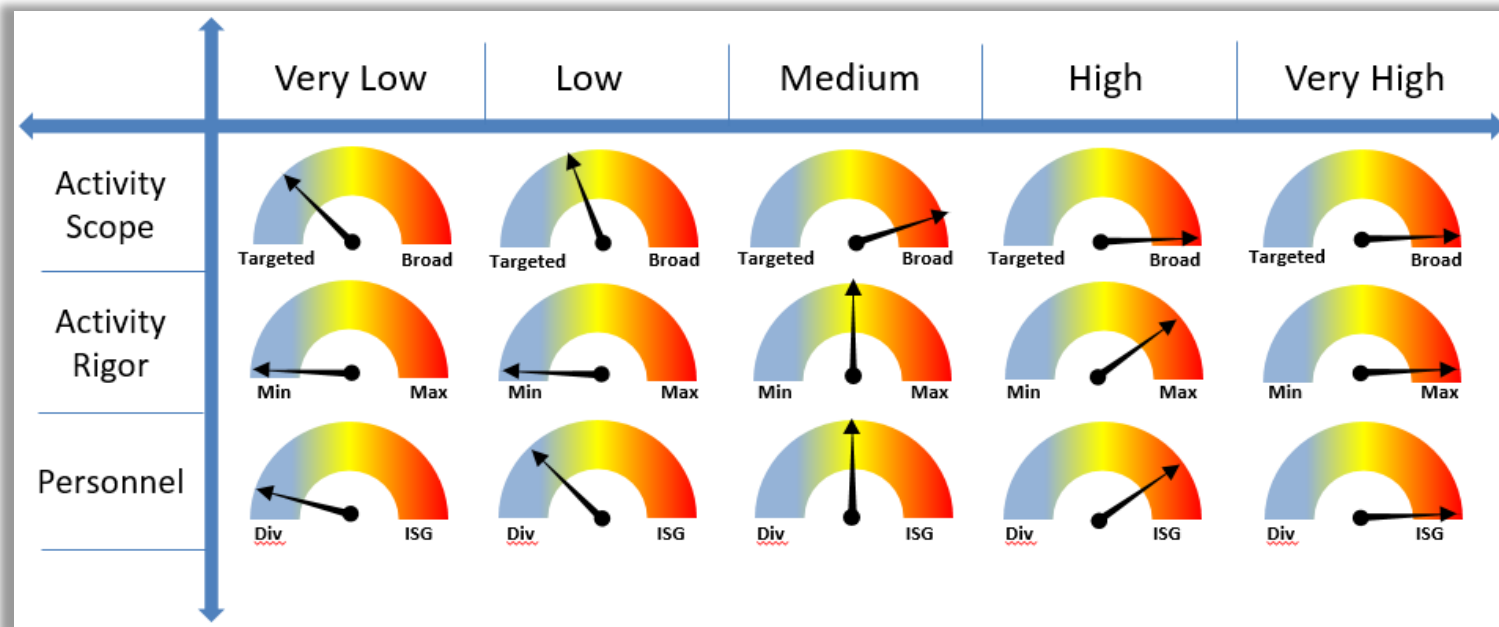 Very Low Low Medium High Very High
Activity
Scope
Targeted Broad Targeted Broad Targeted Broad Targeted Broad Targeted Broad
Activity
Rigor
Min Max Min Max Min Max Min Max Min Max
Personnel
Div ISG Div ISG Div ISG Div ISG Div ISG